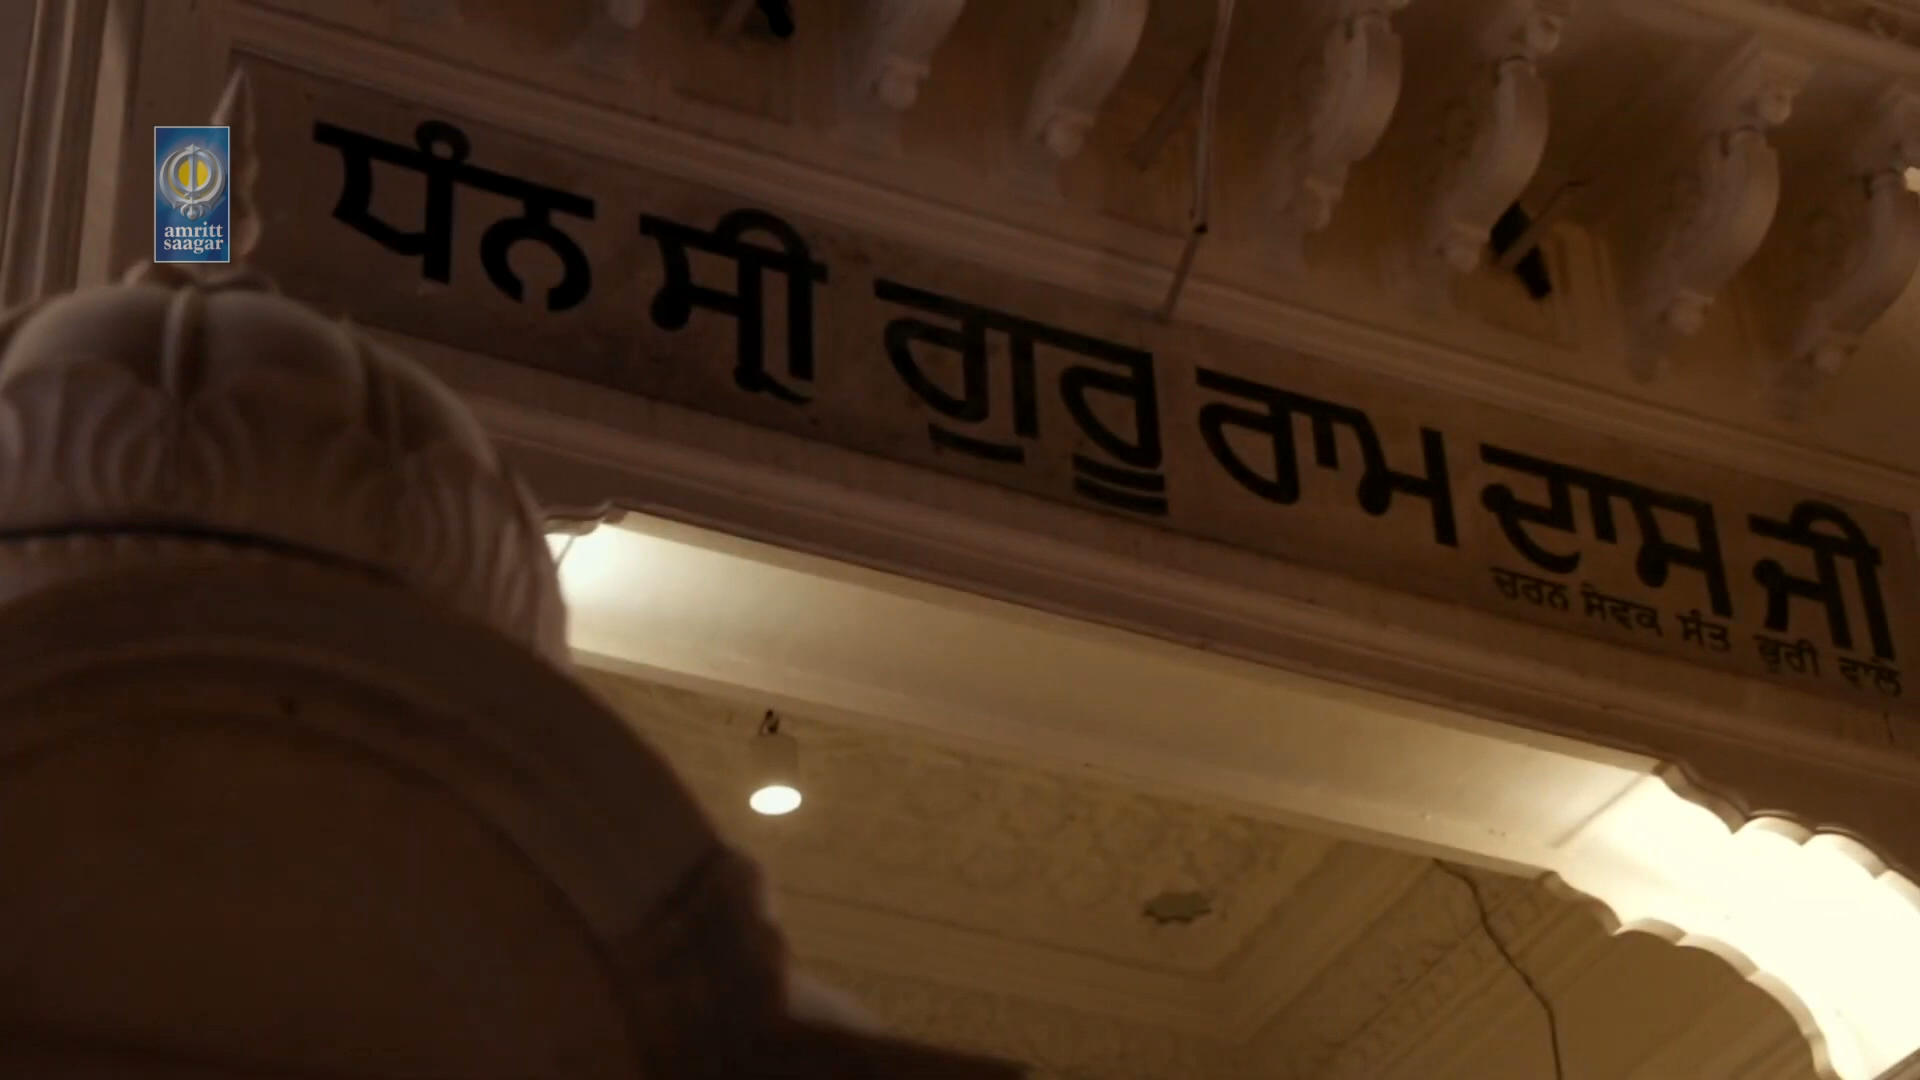 amritt
saagar
ਧੰਨ ਸ੍ਰੀ ਗੁਰੂ ਰਾਮ ਦਾਸ ਜੀ
ਚਰਨ ਸੇਵਕ ਸੰਤ ਭੂਰੀ ਵਾਲੇ